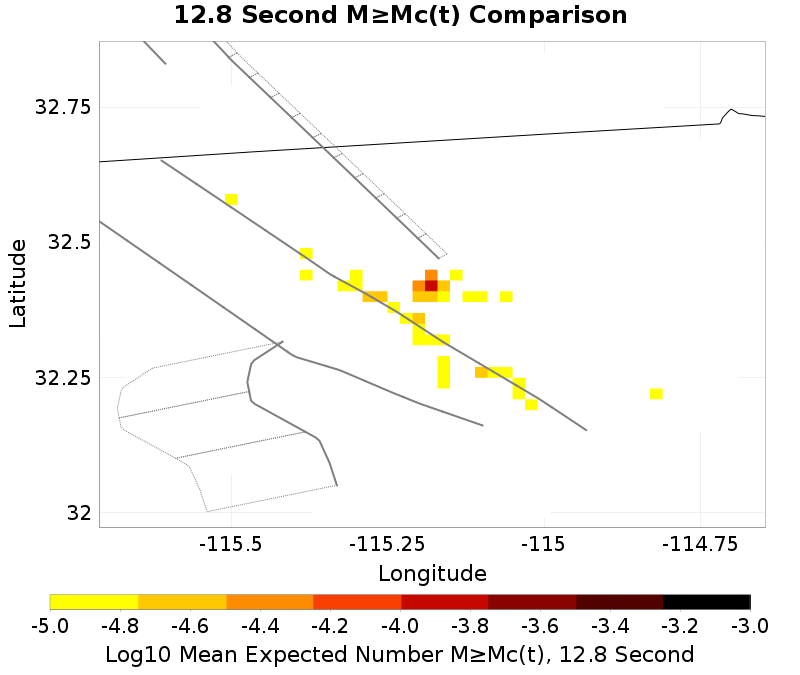 12.8 Second M≥Mc(t) Comparison
32.75
32.5
32.25
32
Latitude
-115.5 -115.25 -115 -114.75
Longitude
-5.0 -4.8 -4.6 -4.4 -4.2 -4.0 -3.8 -3.6 -3.4 -3.2 -3.0
Log10 Mean Expected Number M≥Mc(t), 12.8 Second